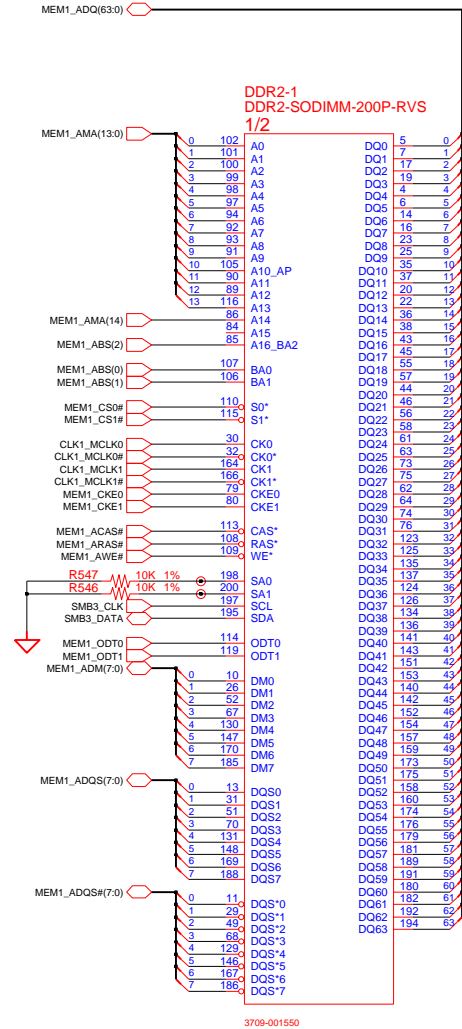 MEM1_ADQ(63:0)
DDR2-1
DDR2-SODIMM-200P-RVS
1/2
MEM1_AMA(13:0)
0 102 A0
1 101 A1
2 100 A2
3 99 A3
4 98 A4
5 97 A5
6 94 A6
7 92 A7
8 93 A8
9 91 A9
10 105 A10_AP
11 90 A11
12 89 A12
13 116 A13
MEM1_AMA(14) 86 A14
84 A15
MEM1_ABS(2) 85 A16_BA2
MEM1_ABS(0) 107 BA0
MEM1_ABS(1) 106 BA1
MEM1_CS0# 110 S0*
MEM1_CS1# 115 S1*
CLK1_MCLK0 30 CK0
CLK1_MCLK0# 32 CK0*
CLK1_MCLK1 164 CK1
CLK1_MCLK1# 166 CK1*
MEM1_CKE0 79 CKE0
MEM1_CKE1 80 CKE1
MEM1_ACAS# 113 CAS*
MEM1_ARAS# 108 RAS*
MEM1_AWE# 109 WE*
R547 10K 1% 198 SA0
R546 10K 1% 200 SA1
SMB3_CLK 197 SCL
SMB3_DATA 195 SDA
MEM1_ODT0 114 ODT0
MEM1_ODT1 119 ODT1
MEM1_ADM(7:0)
0 10 DM0
1 26 DM1
2 52 DM2
3 67 DM3
4 130 DM4
5 147 DM5
6 170 DM6
7 185 DM7
MEM1_ADQS(7:0)
0 13 DQS0
1 31 DQS1
2 51 DQS2
3 70 DQS3
4 131 DQS4
5 148 DQS5
6 169 DQS6
7 188 DQS7
MEM1_ADQS#(7:0)
0 11 DQS*0
1 29 DQS*1
2 49 DQS*2
3 68 DQS*3
4 129 DQS*4
5 146 DQS*5
6 167 DQS*6
7 186 DQS*7
DQ0 5 0
DQ1 7 1
DQ2 17 2
DQ3 19 3
DQ4 4 4
DQ5 6 5
DQ6 14 6
DQ7 16 7
DQ8 23 8
DQ9 25 9
DQ10 35 10
DQ11 37 11
DQ12 20 12
DQ13 22 13
DQ14 36 14
DQ15 38 15
DQ16 43 16
DQ17 45 17
DQ18 55 18
DQ19 57 19
DQ20 44 20
DQ21 46 21
DQ22 56 22
DQ23 58 23
DQ24 61 24
DQ25 63 25
DQ26 73 26
DQ27 75 27
DQ28 62 28
DQ29 64 29
DQ30 74 30
DQ31 76 31
DQ32 123 32
DQ33 125 33
DQ34 135 34
DQ35 137 35
DQ36 124 36
DQ37 126 37
DQ38 134 38
DQ39 136 39
DQ40 141 40
DQ41 143 41
DQ42 151 42
DQ43 153 43
DQ44 140 44
DQ45 142 45
DQ46 152 46
DQ47 154 47
DQ48 157 48
DQ49 159 49
DQ50 173 50
DQ51 175 51
DQ52 158 52
DQ53 160 53
DQ54 174 54
DQ55 176 55
DQ56 179 56
DQ57 181 57
DQ58 189 58
DQ59 191 59
DQ60 180 60
DQ61 182 61
DQ62 192 62
DQ63 194 63
3709-001550